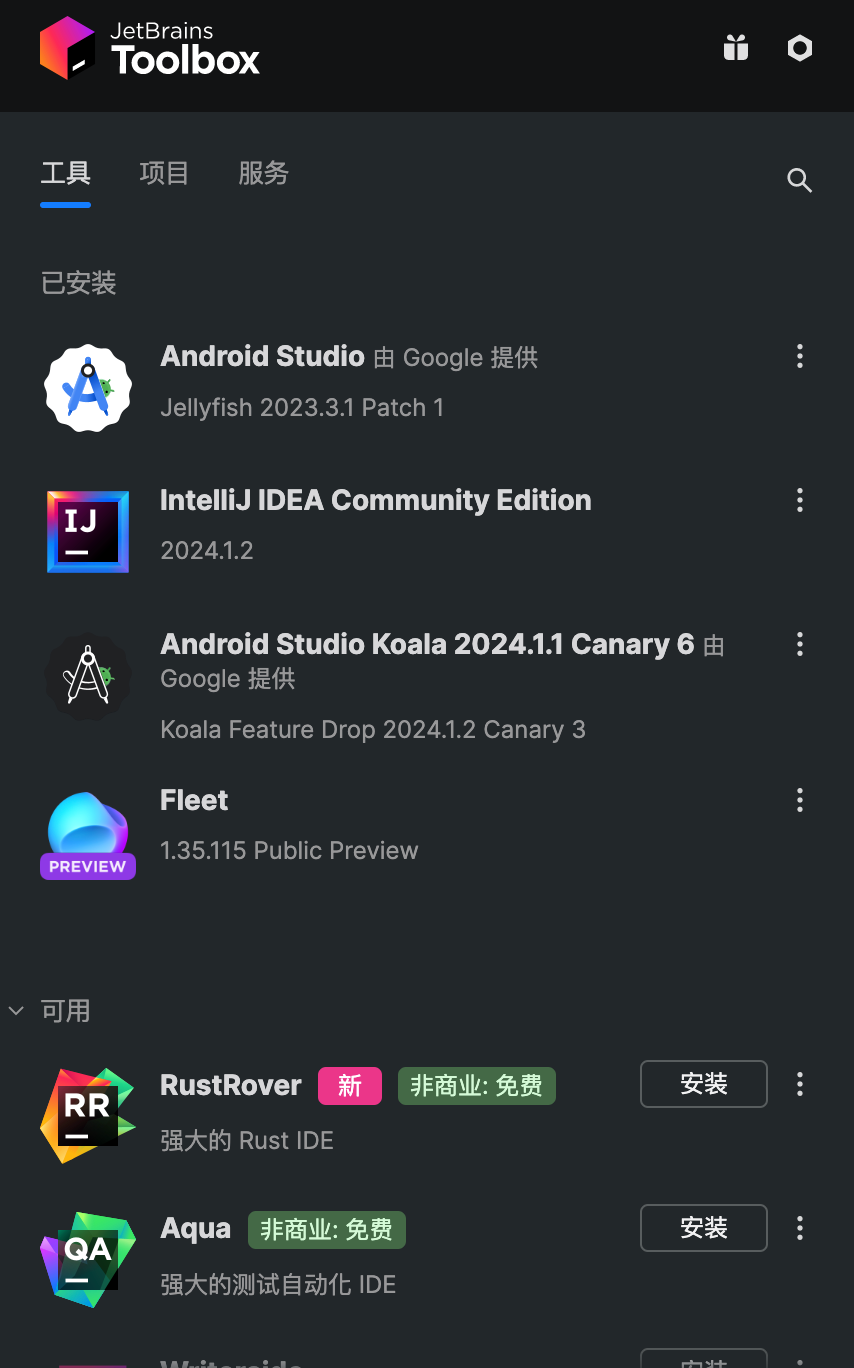 JetBrains
Toolbox
工具 项目 服务
已安装
Android Studio 由 Google 提供
Jellyfish 2023.3.1 Patch 1
IJ
IntelliJ IDEA Community Edition
2024.1.2
Android Studio Koala 2024.1.1 Canary 6 由
Google 提供
Koala Feature Drop 2024.1.2 Canary 3
Fleet
PREVIEW
1.35.115 Public Preview
可用
RR
RustRover 新 非商业: 免费 安装
强大的 Rust IDE
QA
Aqua 非商业: 免费 安装
强大的测试自动化 IDE
Writerside 安装